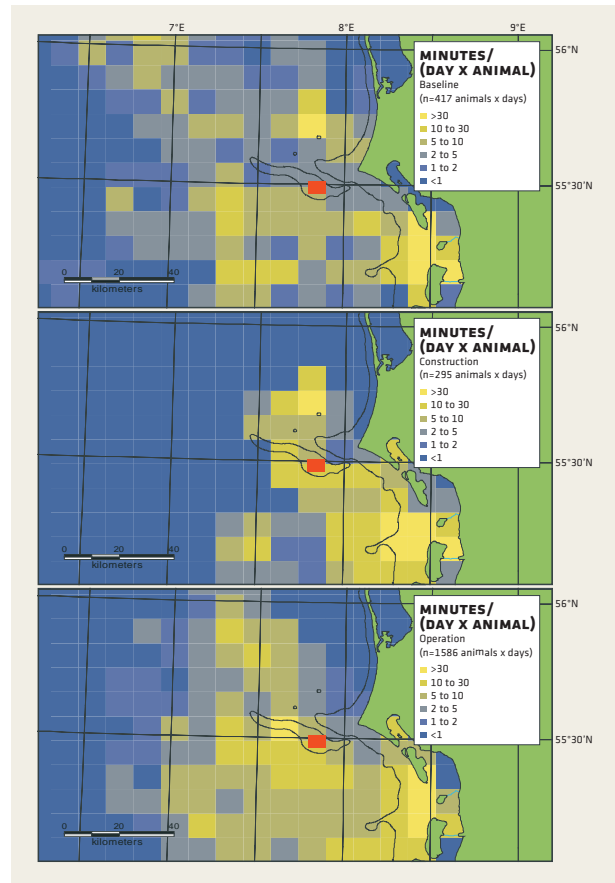 7°E 8°E 9°E
MINUTES/
(DAY X ANIMAL)
Baseline
(n=417 animals x days)
>30
10 to 30
5 to 10
2 to 5
1 to 2
<1
56°N
55°30'N
0 20 40
kilometers
MINUTES/
(DAY X ANIMAL)
Construction
(n=295 animals x days)
>30
10 to 30
5 to 10
2 to 5
1 to 2
<1
56°N
55°30'N
0 20 40
kilometers
MINUTES/
(DAY X ANIMAL)
Operation
(n=1586 animals x days)
>30
10 to 30
5 to 10
2 to 5
1 to 2
<1
56°N
55°30'N
0 20 40
kilometers